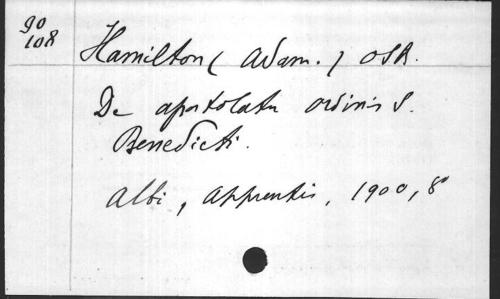 90
108
Hamilton (Adam.) OSB.
De apostolatu ordinis S.
Benedicti.
Albi, Apprentis, 1900, 8°